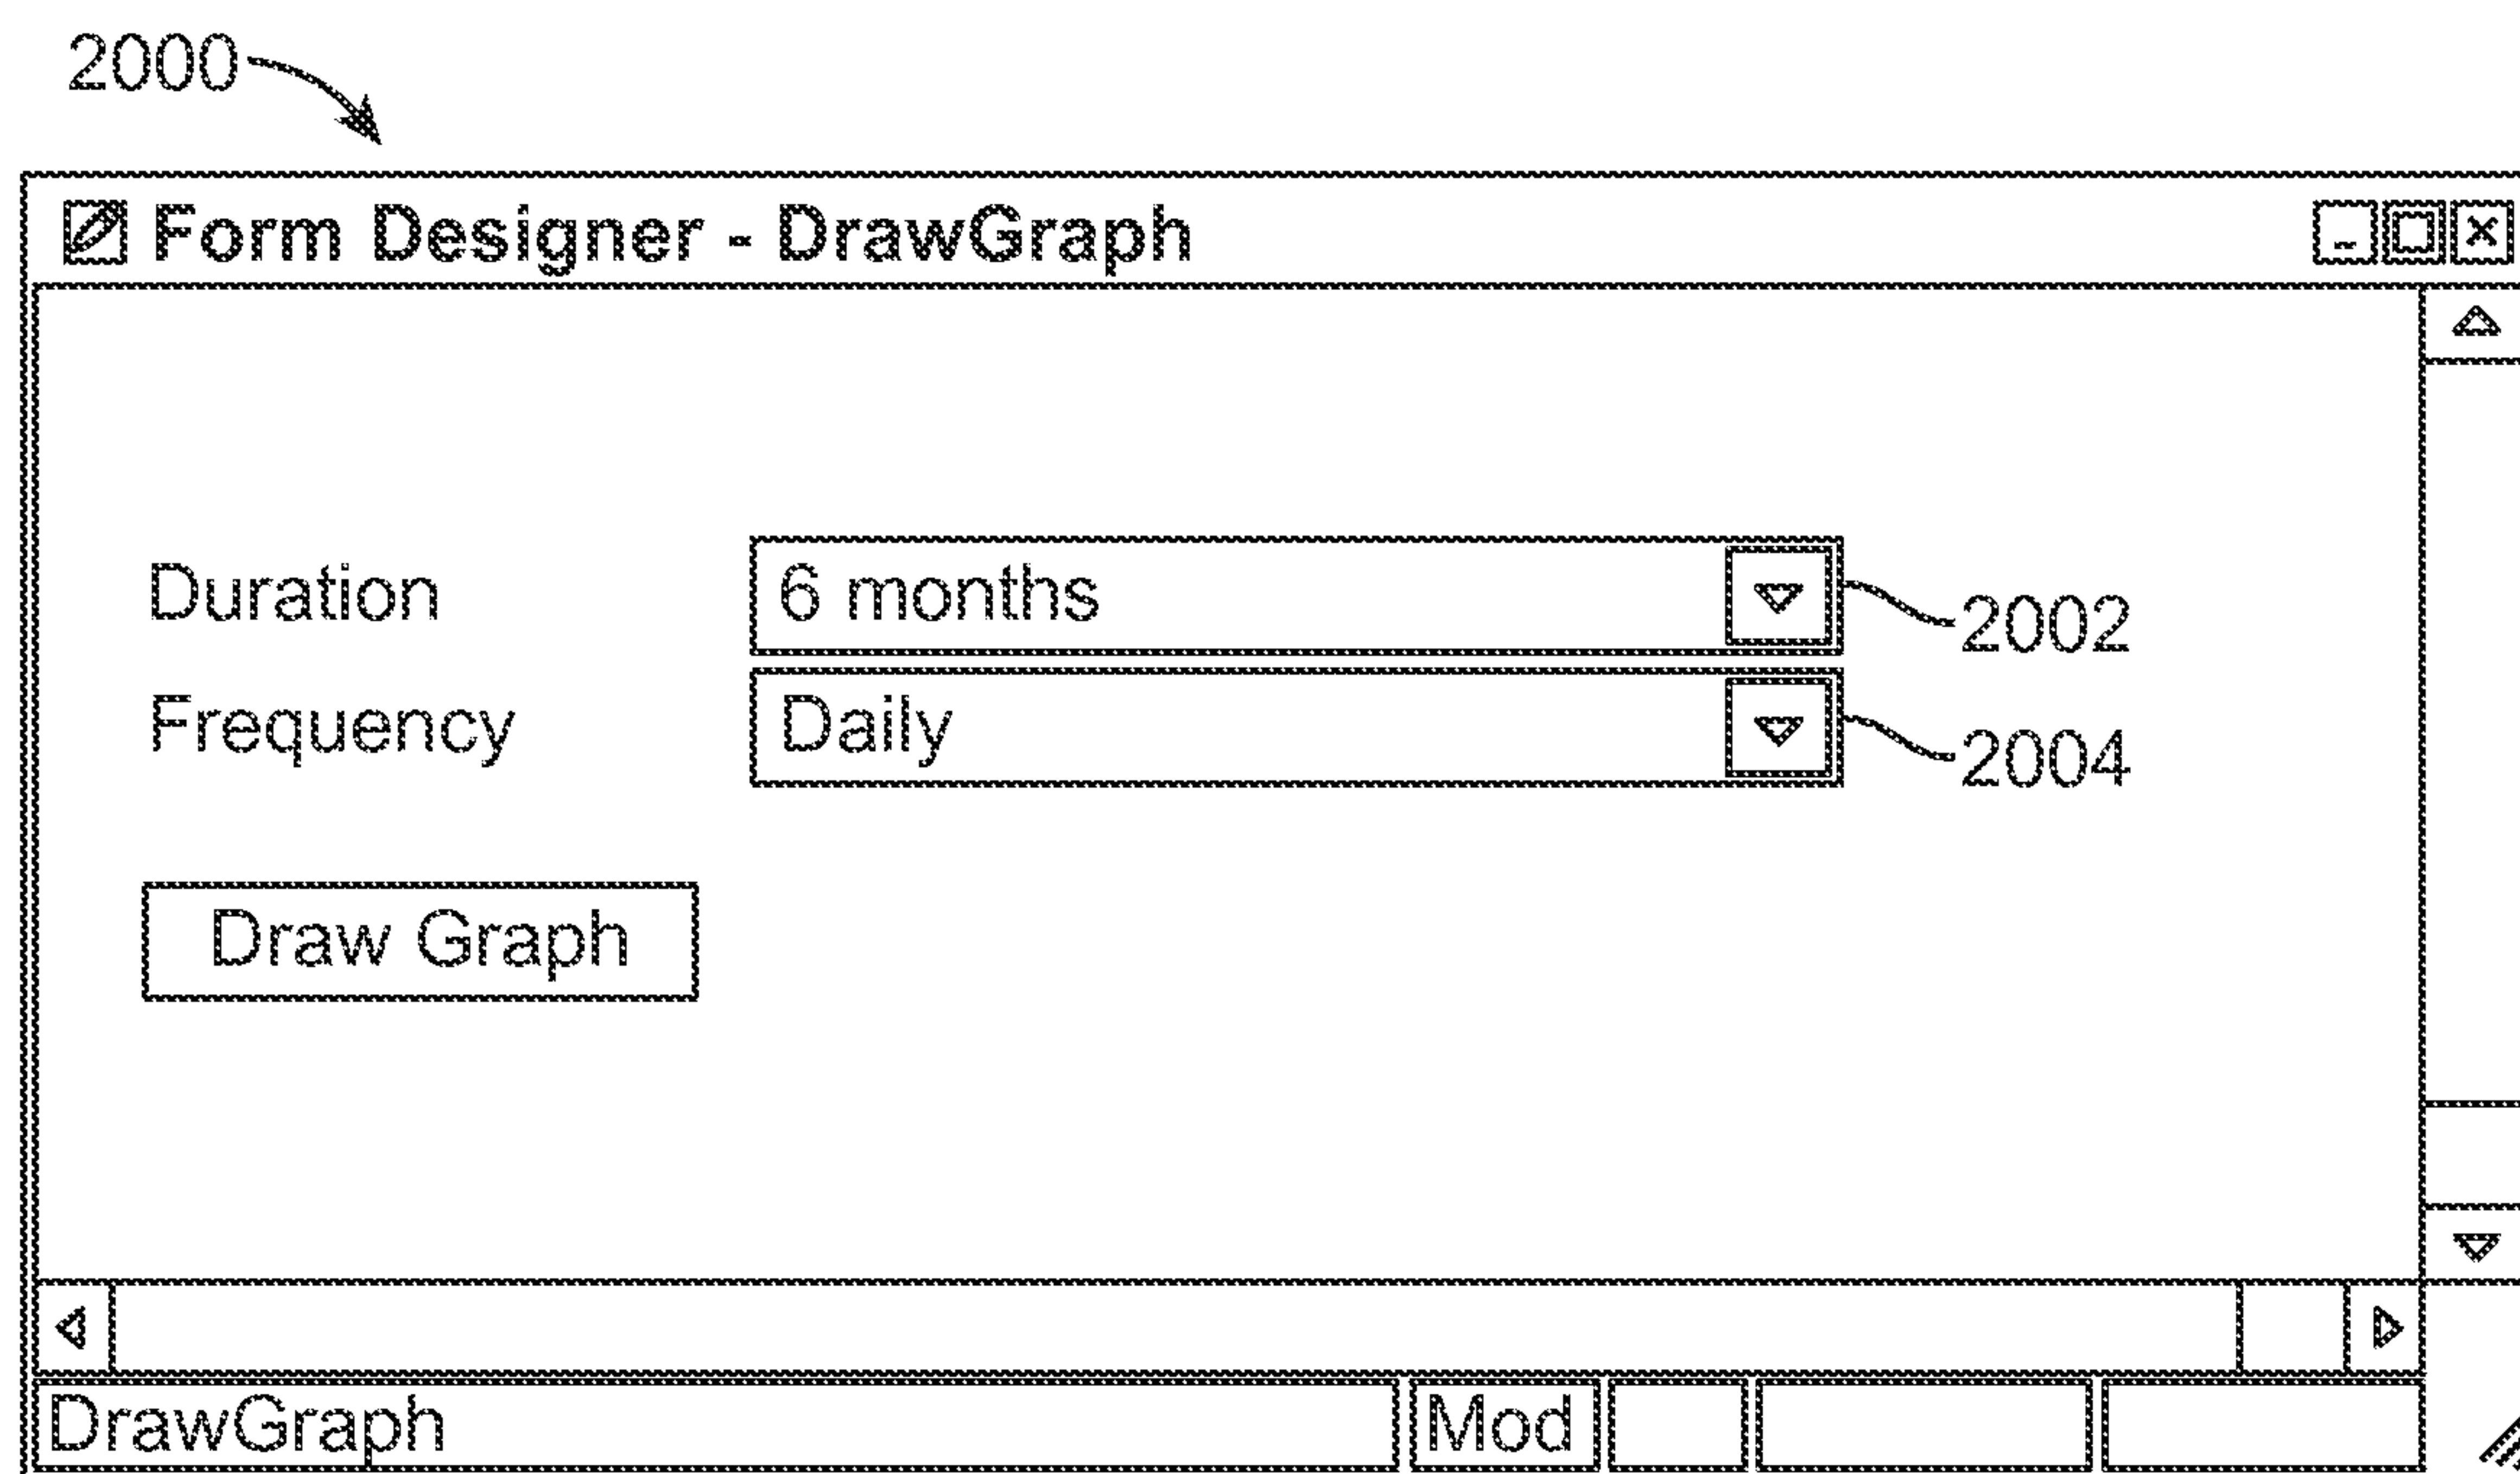 2000
Form Designer - DrawGraph
Duration 6 months 2002
Frequency Daily 2004
Draw Graph
DrawGraph Mod